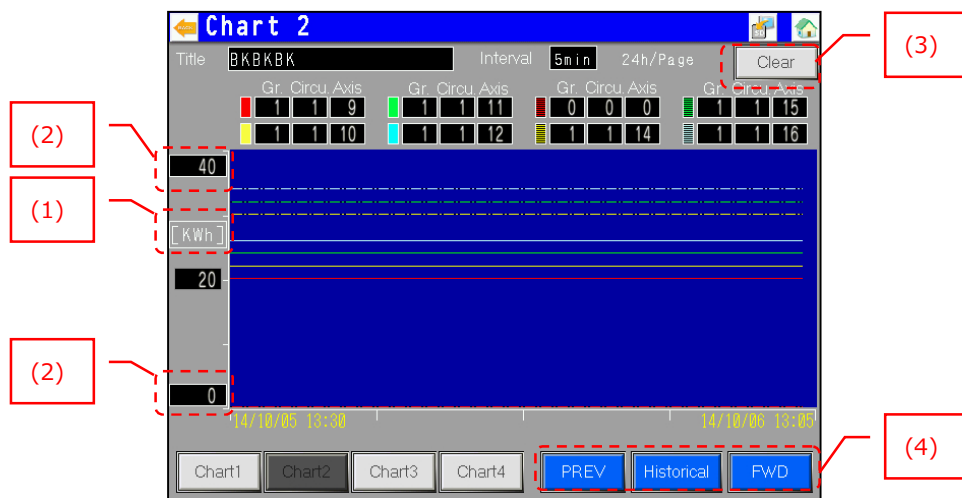 Chart 2
Title BKBKBK Interval 5min 24h/Page Clear
(3)
Gr. Circu. Axis Gr. Circu. Axis Gr. Circu. Axis Gr. Circu. Axis
1 1 9 1 1 11 0 0 0 1 1 15
1 1 10 1 1 12 1 1 14 1 1 16
(2)
40
(1)
[KWh]
20
(2)
0
14/10/05 13:30 14/10/06 13:05
Chart1 Chart2 Chart3 Chart4 PREV Historical FWD
(4)